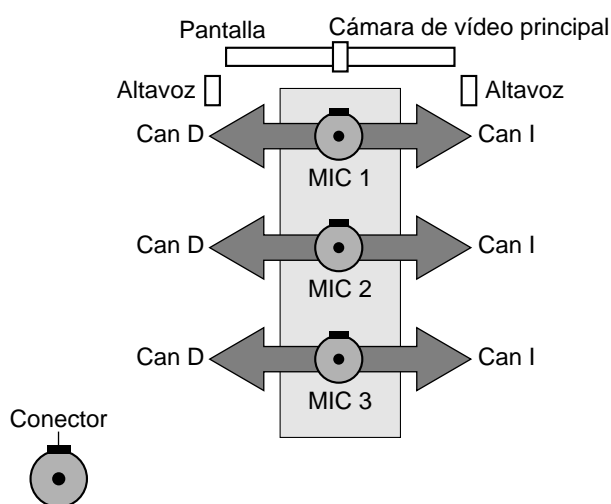 Pantalla
Cámara de vídeo principal
Altavoz
Altavoz
Can D
Can I
MIC 1
Can D
Can I
MIC 2
Can D
Can I
MIC 3
Conector